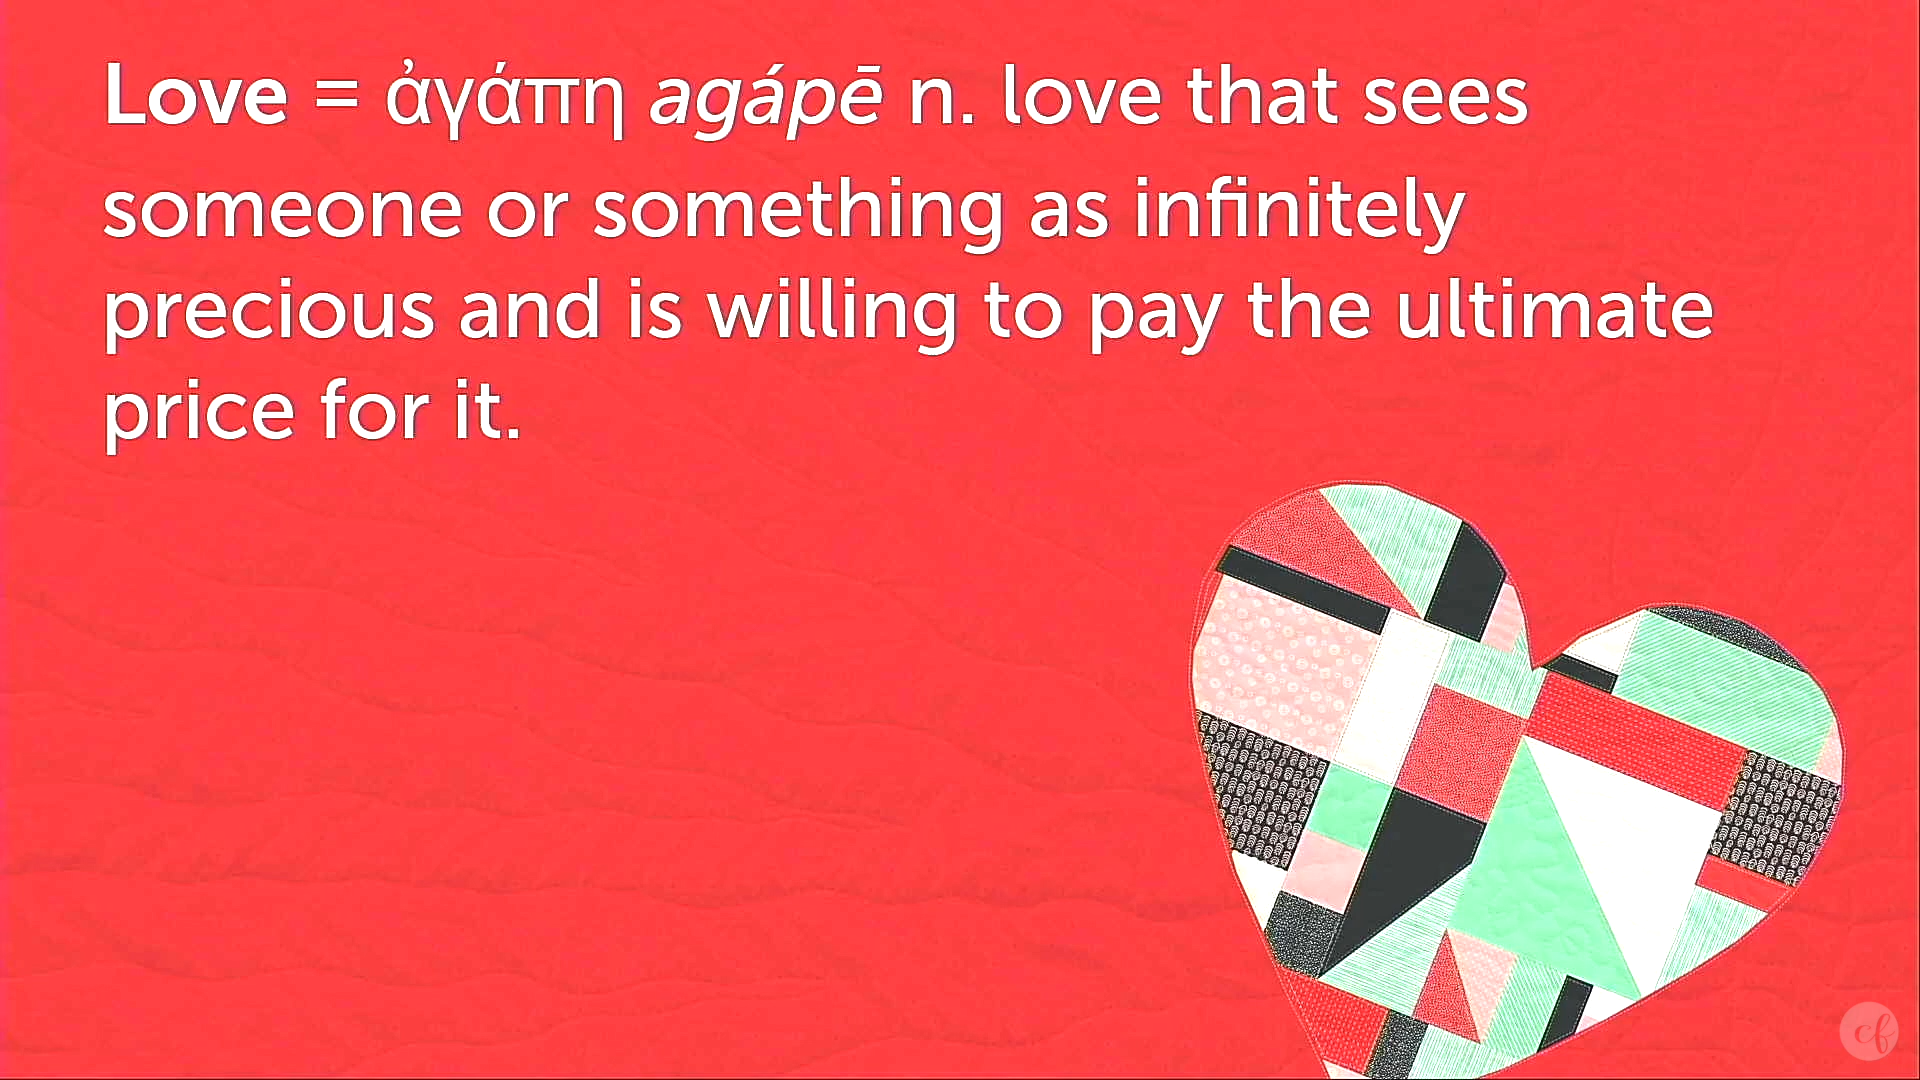 Love = ἀγάπη agápē n. love that sees
someone or something as infinitely
precious and is willing to pay the ultimate
price for it.
cf